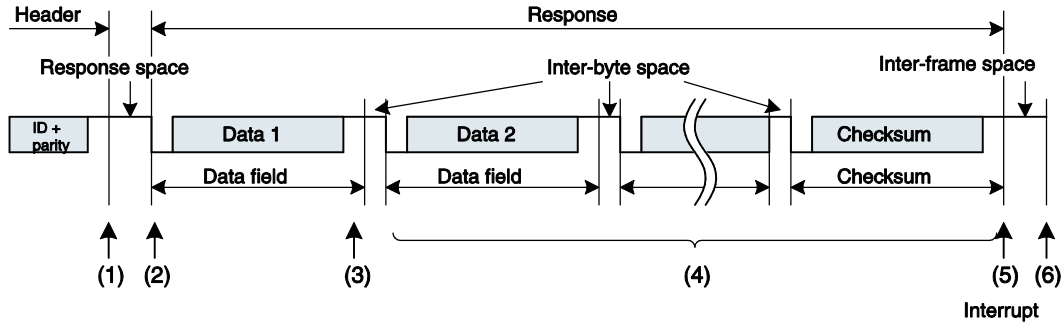 Header
Response
Response space
Inter-byte space
Inter-frame space
ID +
parity
Data 1
Data 2
Checksum
Data field
Data field
Checksum
(1)
(2)
(3)
(4)
(5)
(6)
Interrupt